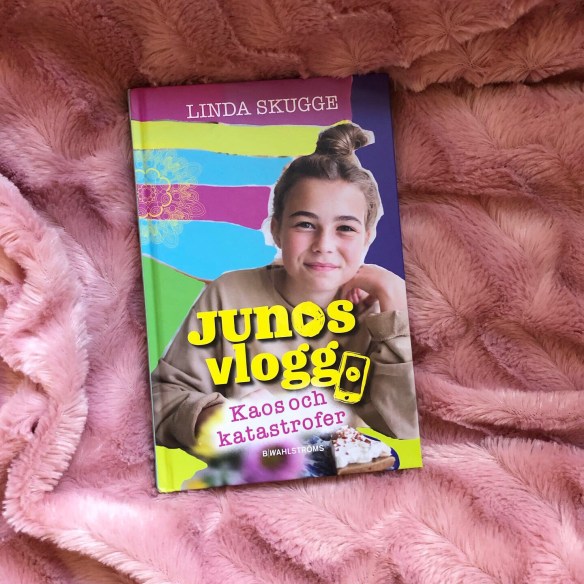 LINDA SKUGGE
JUNOS
vlogg
Kaos och
katastrofer
B WAHLSTRÖMS